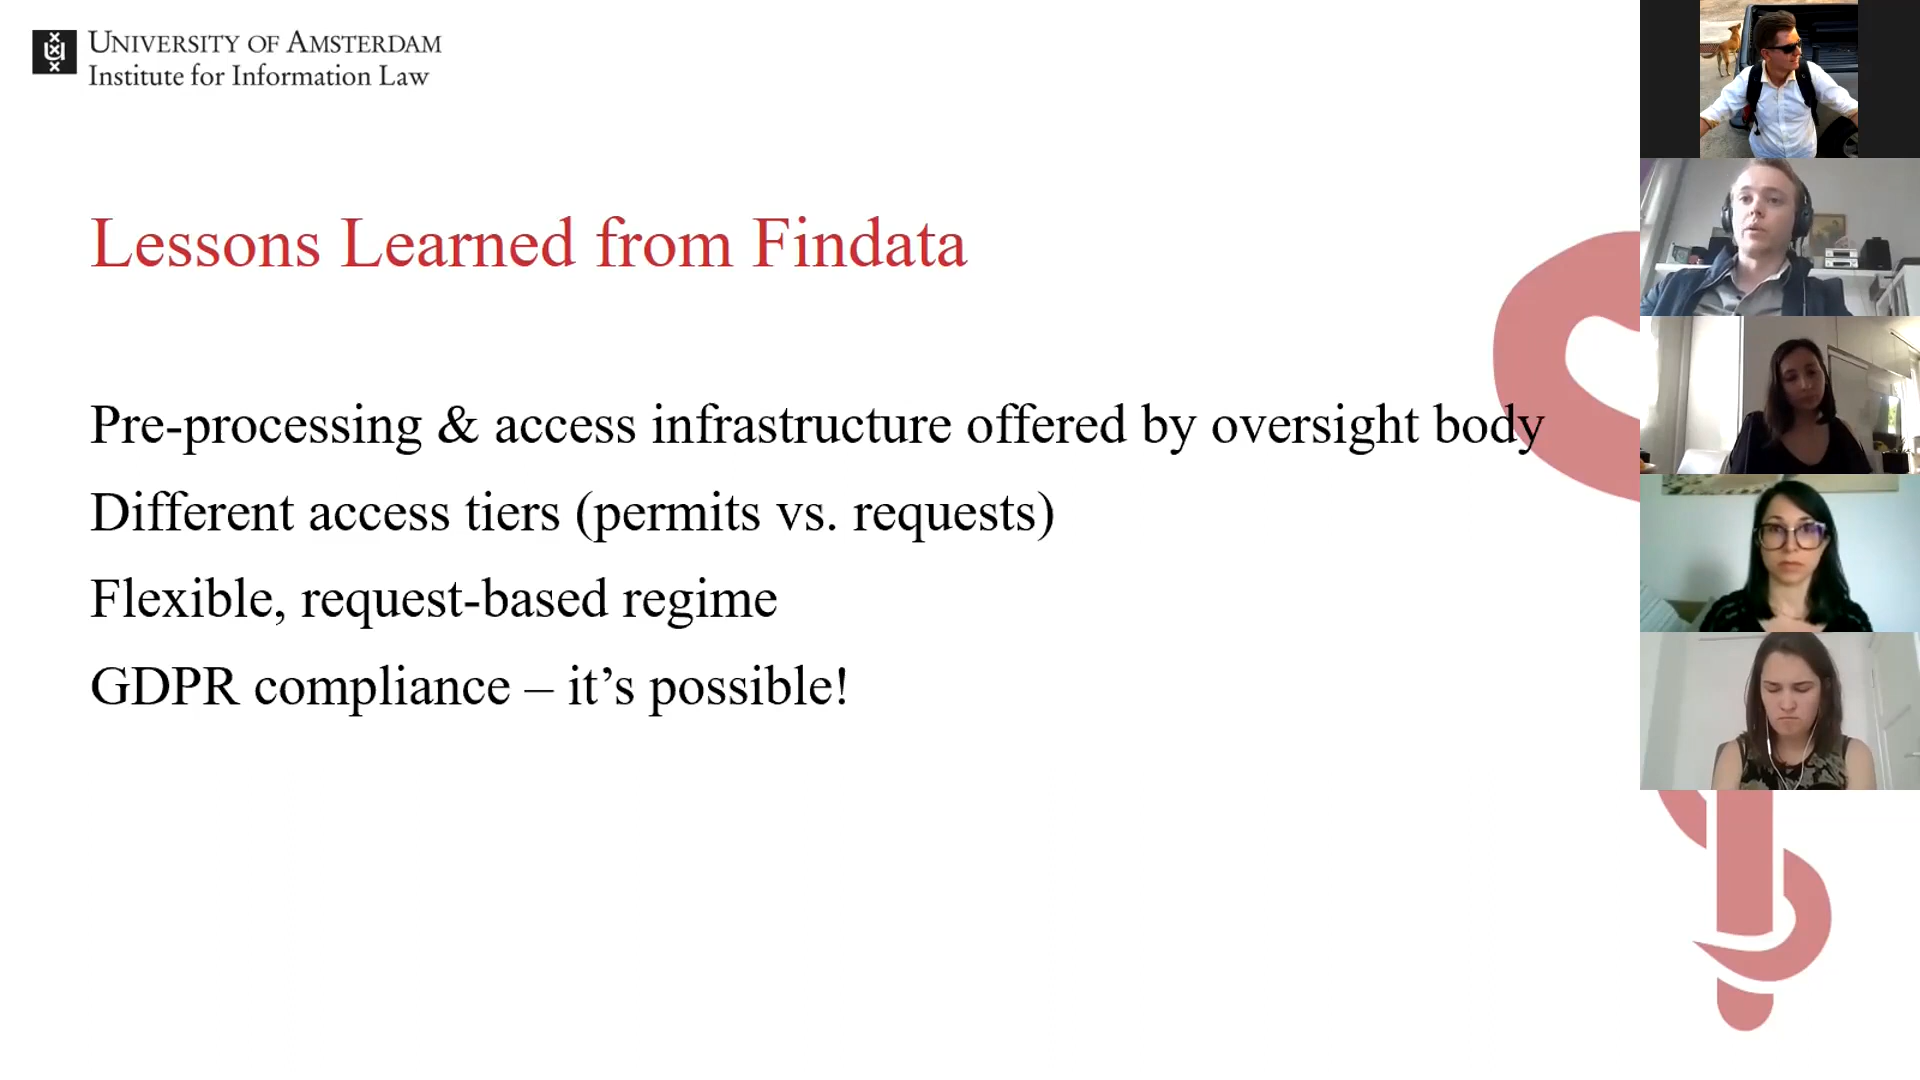 UNIVERSITY OF AMSTERDAM
Institute for Information Law
Lessons Learned from Findata
Pre-processing & access infrastructure offered by oversight body
Different access tiers (permits vs. requests)
Flexible, request-based regime
GDPR compliance – it’s possible!